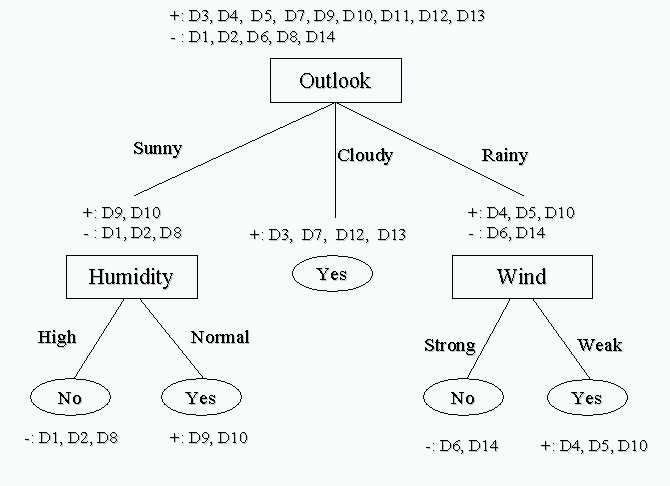 +: D3, D4, D5, D7, D9, D10, D11, D12, D13
- : D1, D2, D6, D8, D14
Outlook
Sunny
Cloudy
Rainy
+: D9, D10
- : D1, D2, D8
+: D3, D7, D12, D13
+: D4, D5, D10
- : D6, D14
Humidity
Yes
Wind
High
Normal
Strong
Weak
No
Yes
No
Yes
-: D1, D2, D8
+: D9, D10
-: D6, D14
+: D4, D5, D10